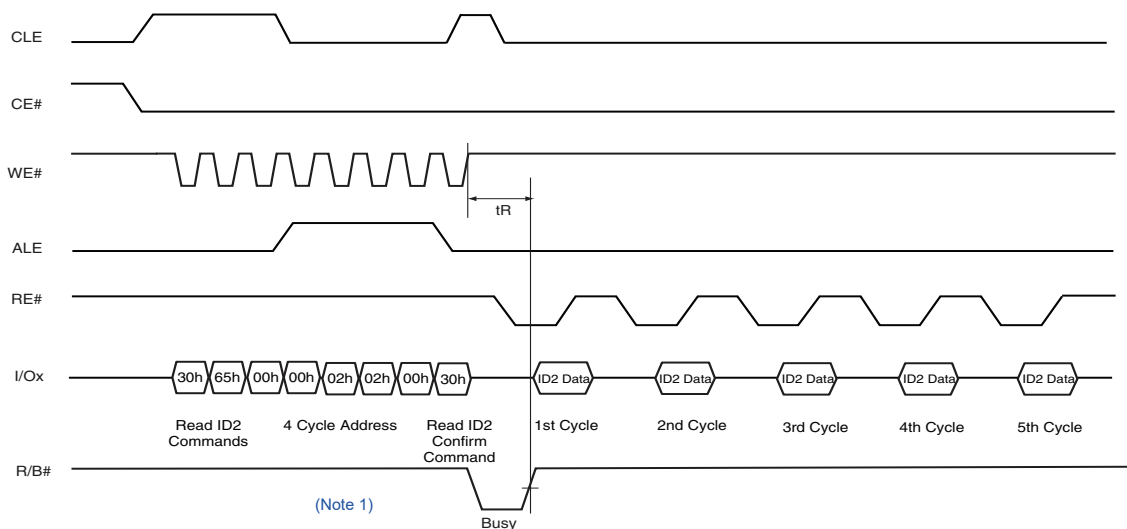 CLE
CE#
WE#
tR
ALE
RE#
I/Ox
30h 65h 00h 00h 02h 02h 00h 30h ID2 Data ID2 Data ID2 Data ID2 Data ID2 Data
Read ID2
Commands
4 Cycle Address
Read ID2
Confirm
Command
1st Cycle
2nd Cycle
3rd Cycle
4th Cycle
5th Cycle
R/B#
(Note 1)
Busy